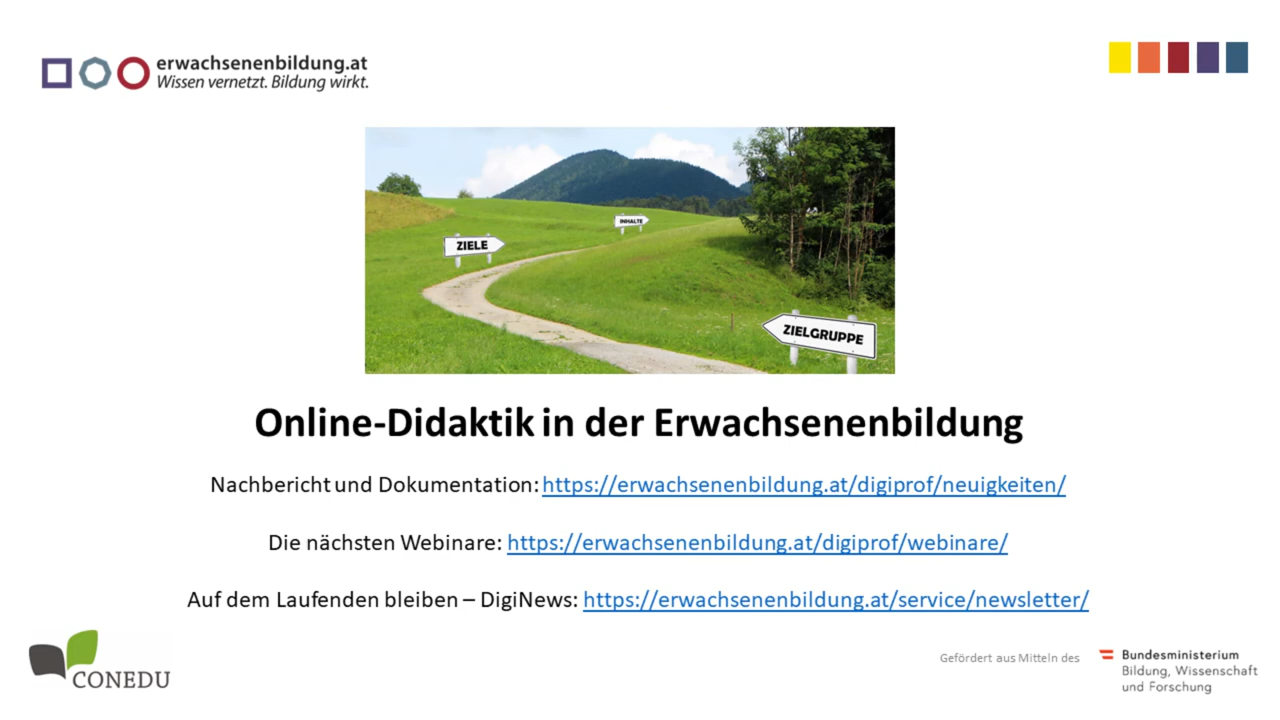 erwachsenenbildung.at
Wissen vernetzt. Bildung wirkt.
INHALTE
ZIELE
ZIELGRUPPE
Online-Didaktik in der Erwachsenenbildung
Nachbericht und Dokumentation: https://erwachsenenbildung.at/digiprof/neuigkeiten/
Die nächsten Webinare: https://erwachsenenbildung.at/digiprof/webinare/
Auf dem Laufenden bleiben – DigiNews: https://erwachsenenbildung.at/service/newsletter/
CONEDU
Gefördert aus Mitteln des
Bundesministerium
Bildung, Wissenschaft
und Forschung